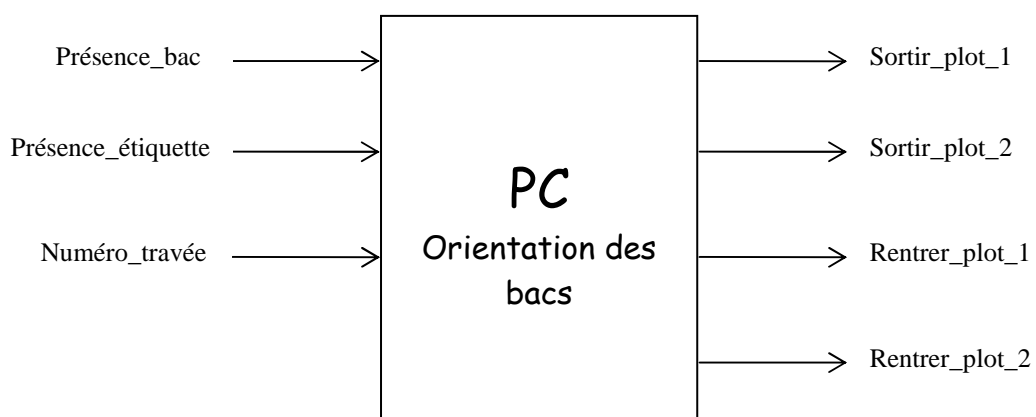 Présence_bac
Présence_étiquette
Numéro_travée
PC
Orientation des
bacs
Sortir_plot_1
Sortir_plot_2
Rentrer_plot_1
Rentrer_plot_2